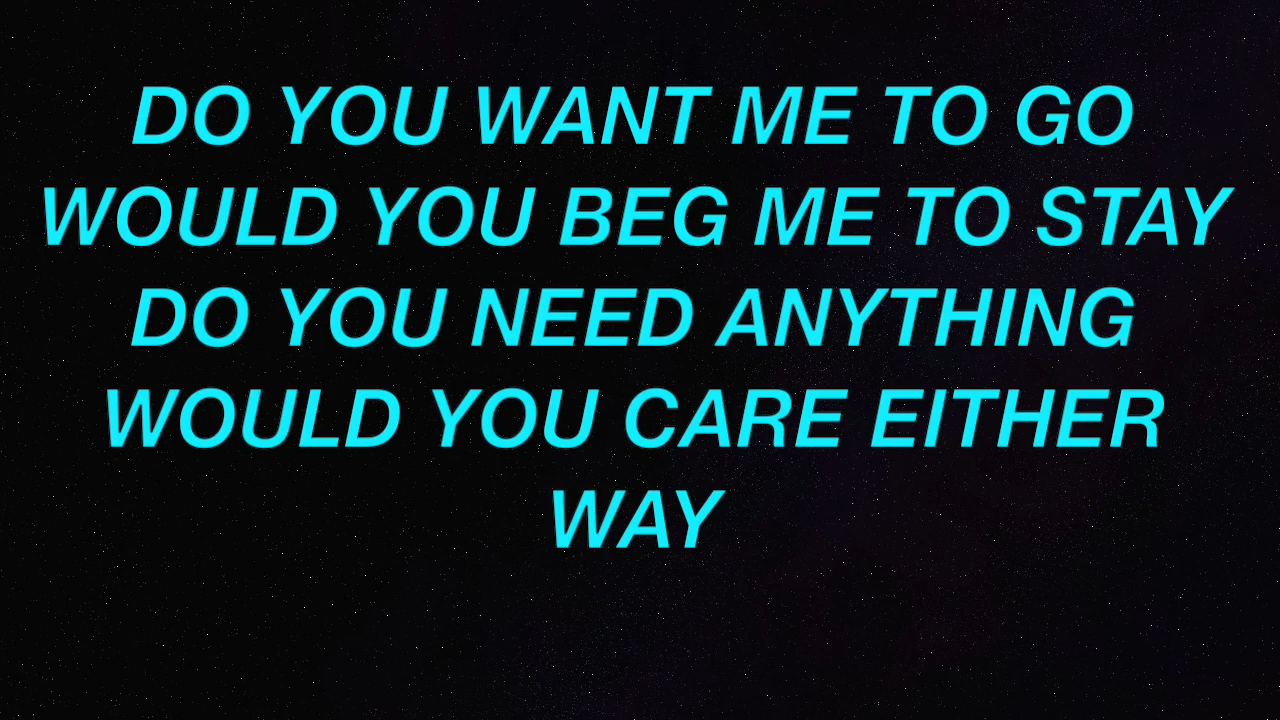 DO YOU WANT ME TO GO
WOULD YOU BEG ME TO STAY
DO YOU NEED ANYTHING
WOULD YOU CARE EITHER
WAY